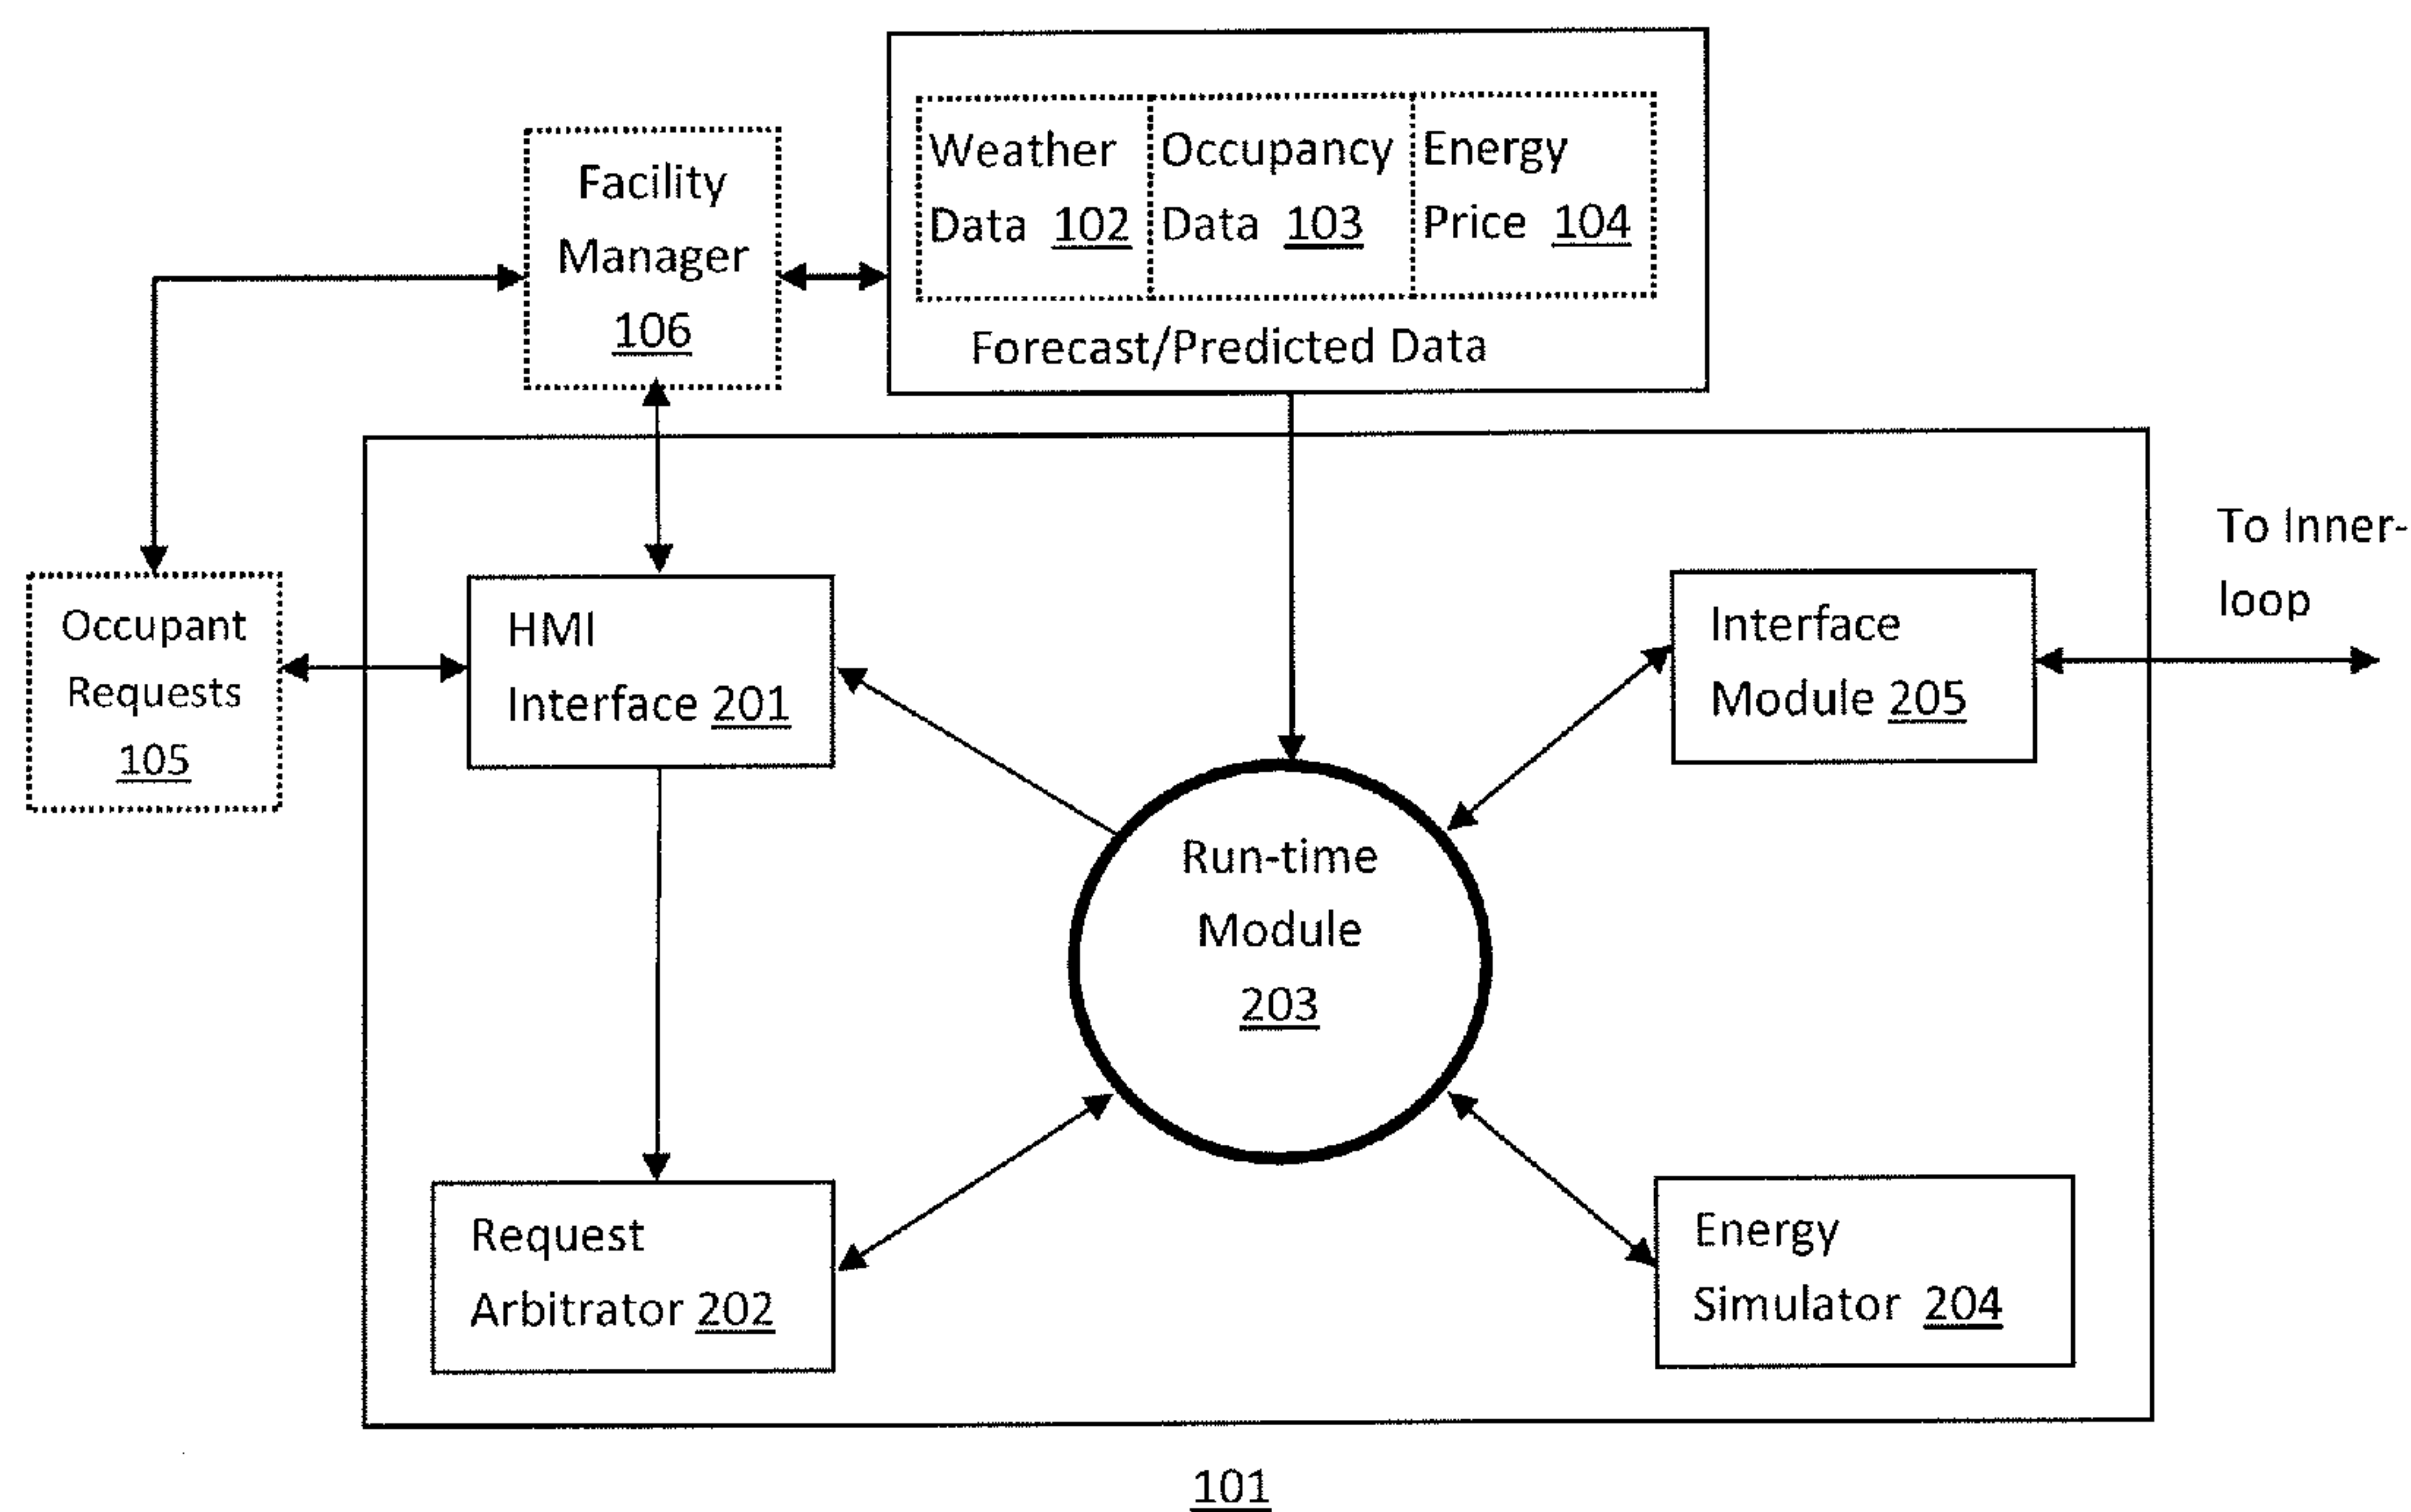 Facility
Manager
106
Weather
Data 102
Occupancy
Data 103
Energy
Price 104
Forecast/Predicted Data
Occupant
Requests
105
HMI
Interface 201
Interface
Module 205
To Inner-
loop
Run-time
Module
203
Request
Arbitrator 202
Energy
Simulator 204
101